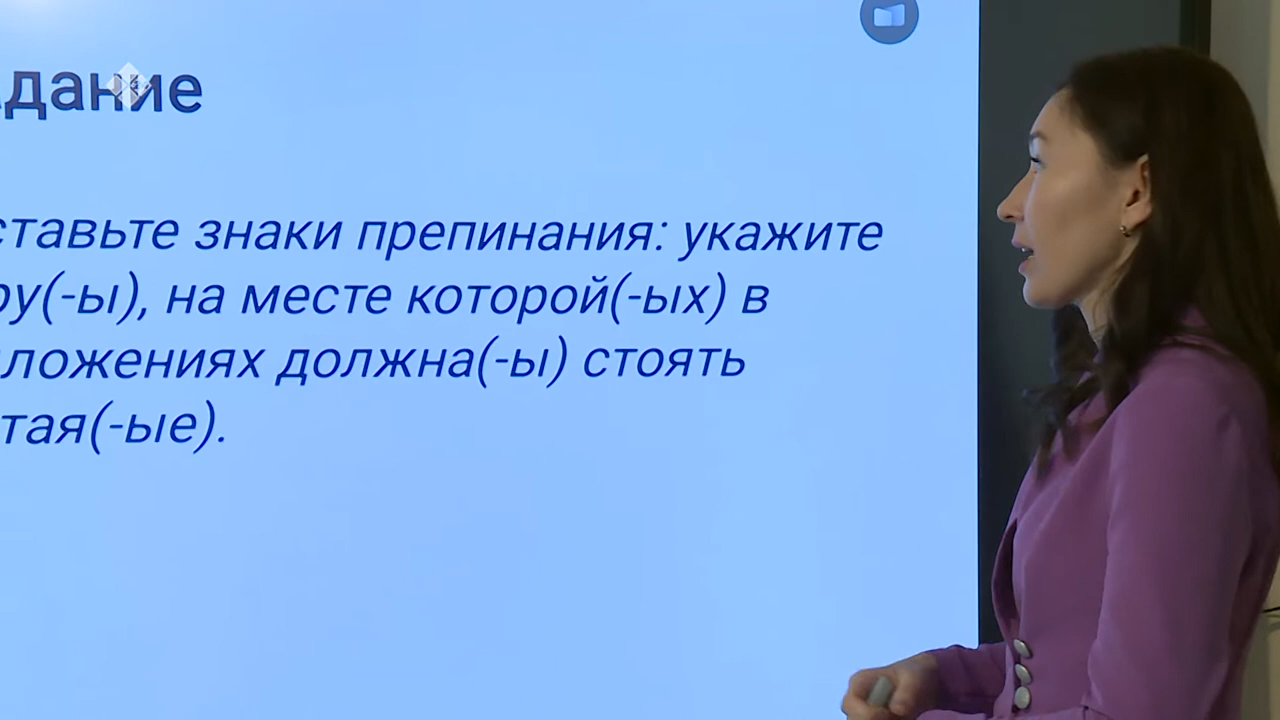 дание
ставьте знаки препинания: укажите
ру(-ы), на месте которой(-ых) в
ложениях должна(-ы) стоять
тая(-ые).